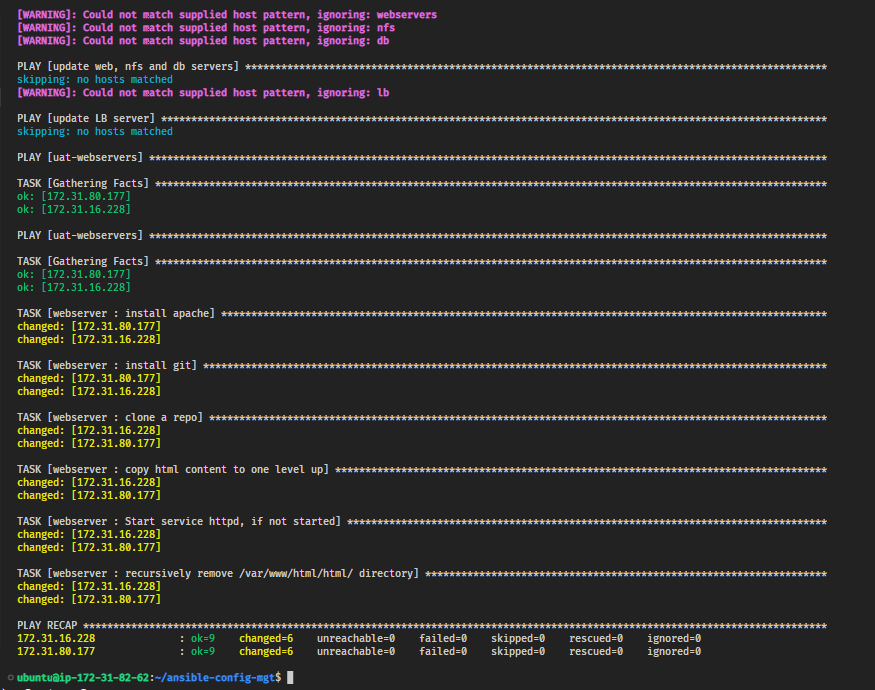 [WARNING]: Could not match supplied host pattern, ignoring: webservers
[WARNING]: Could not match supplied host pattern, ignoring: nfs
[WARNING]: Could not match supplied host pattern, ignoring: db
PLAY [update web, nfs and db servers] *************************************************************************************************
skipping: no hosts matched
[WARNING]: Could not match supplied host pattern, ignoring: lb
PLAY [update LB server] ***************************************************************************************************************
skipping: no hosts matched
PLAY [uat-webservers] *****************************************************************************************************************
TASK [Gathering Facts] ****************************************************************************************************************
ok: [172.31.80.177]
ok: [172.31.16.228]
PLAY [uat-webservers] *****************************************************************************************************************
TASK [Gathering Facts] ****************************************************************************************************************
ok: [172.31.80.177]
ok: [172.31.16.228]
TASK [webserver : install apache] *****************************************************************************************************
changed: [172.31.80.177]
changed: [172.31.16.228]
TASK [webserver : install git] ********************************************************************************************************
changed: [172.31.80.177]
changed: [172.31.16.228]
TASK [webserver : clone a repo] *******************************************************************************************************
changed: [172.31.16.228]
changed: [172.31.80.177]
TASK [webserver : copy html content to one level up] **********************************************************************************
changed: [172.31.16.228]
changed: [172.31.80.177]
TASK [webserver : Start service httpd, if not started] ********************************************************************************
changed: [172.31.16.228]
changed: [172.31.80.177]
TASK [webserver : recursively remove /var/www/html/html/ directory] *******************************************************************
changed: [172.31.16.228]
changed: [172.31.80.177]
PLAY RECAP ****************************************************************************************************************************
172.31.16.228 : ok=9 changed=6 unreachable=0 failed=0 skipped=0 rescued=0 ignored=0
172.31.80.177 : ok=9 changed=6 unreachable=0 failed=0 skipped=0 rescued=0 ignored=0
ubuntu@ip-172-31-82-62:~/ansible-config-mgt$